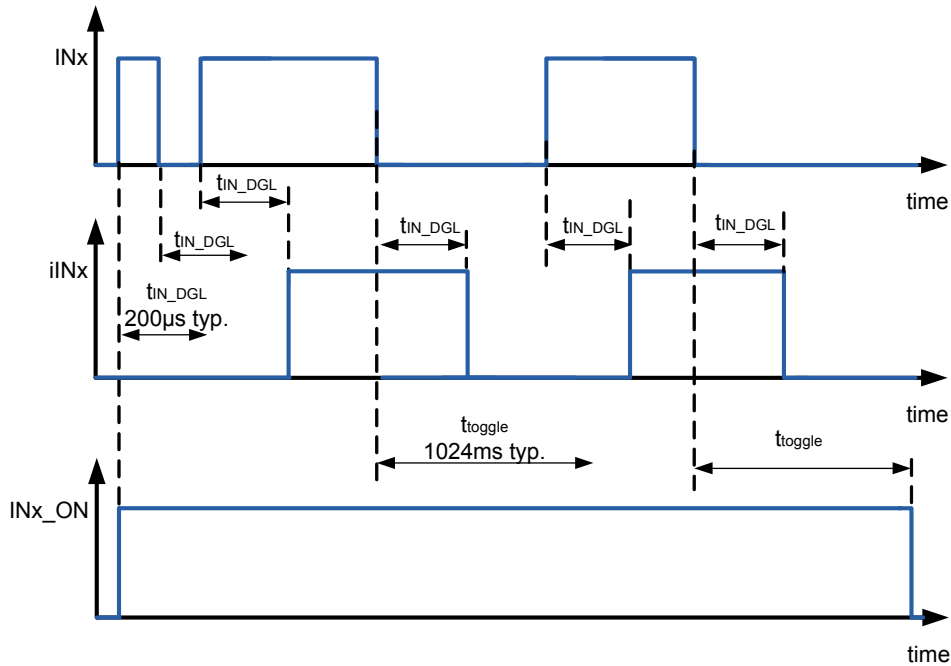 INx
time
tIN_DGL
tIN_DGL
tIN_DGL
tIN_DGL
tIN_DGL
iINx
tIN_DGL
200µs typ.
time
ttoggle
1024ms typ.
ttoggle
INx_ON
time